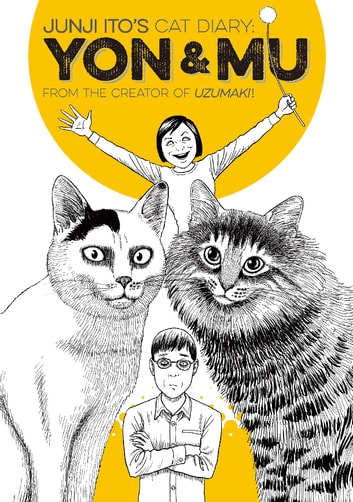 JUNJI ITO'S CAT DIARY:
YON & MU
FROM THE CREATOR OF UZUMAKI!